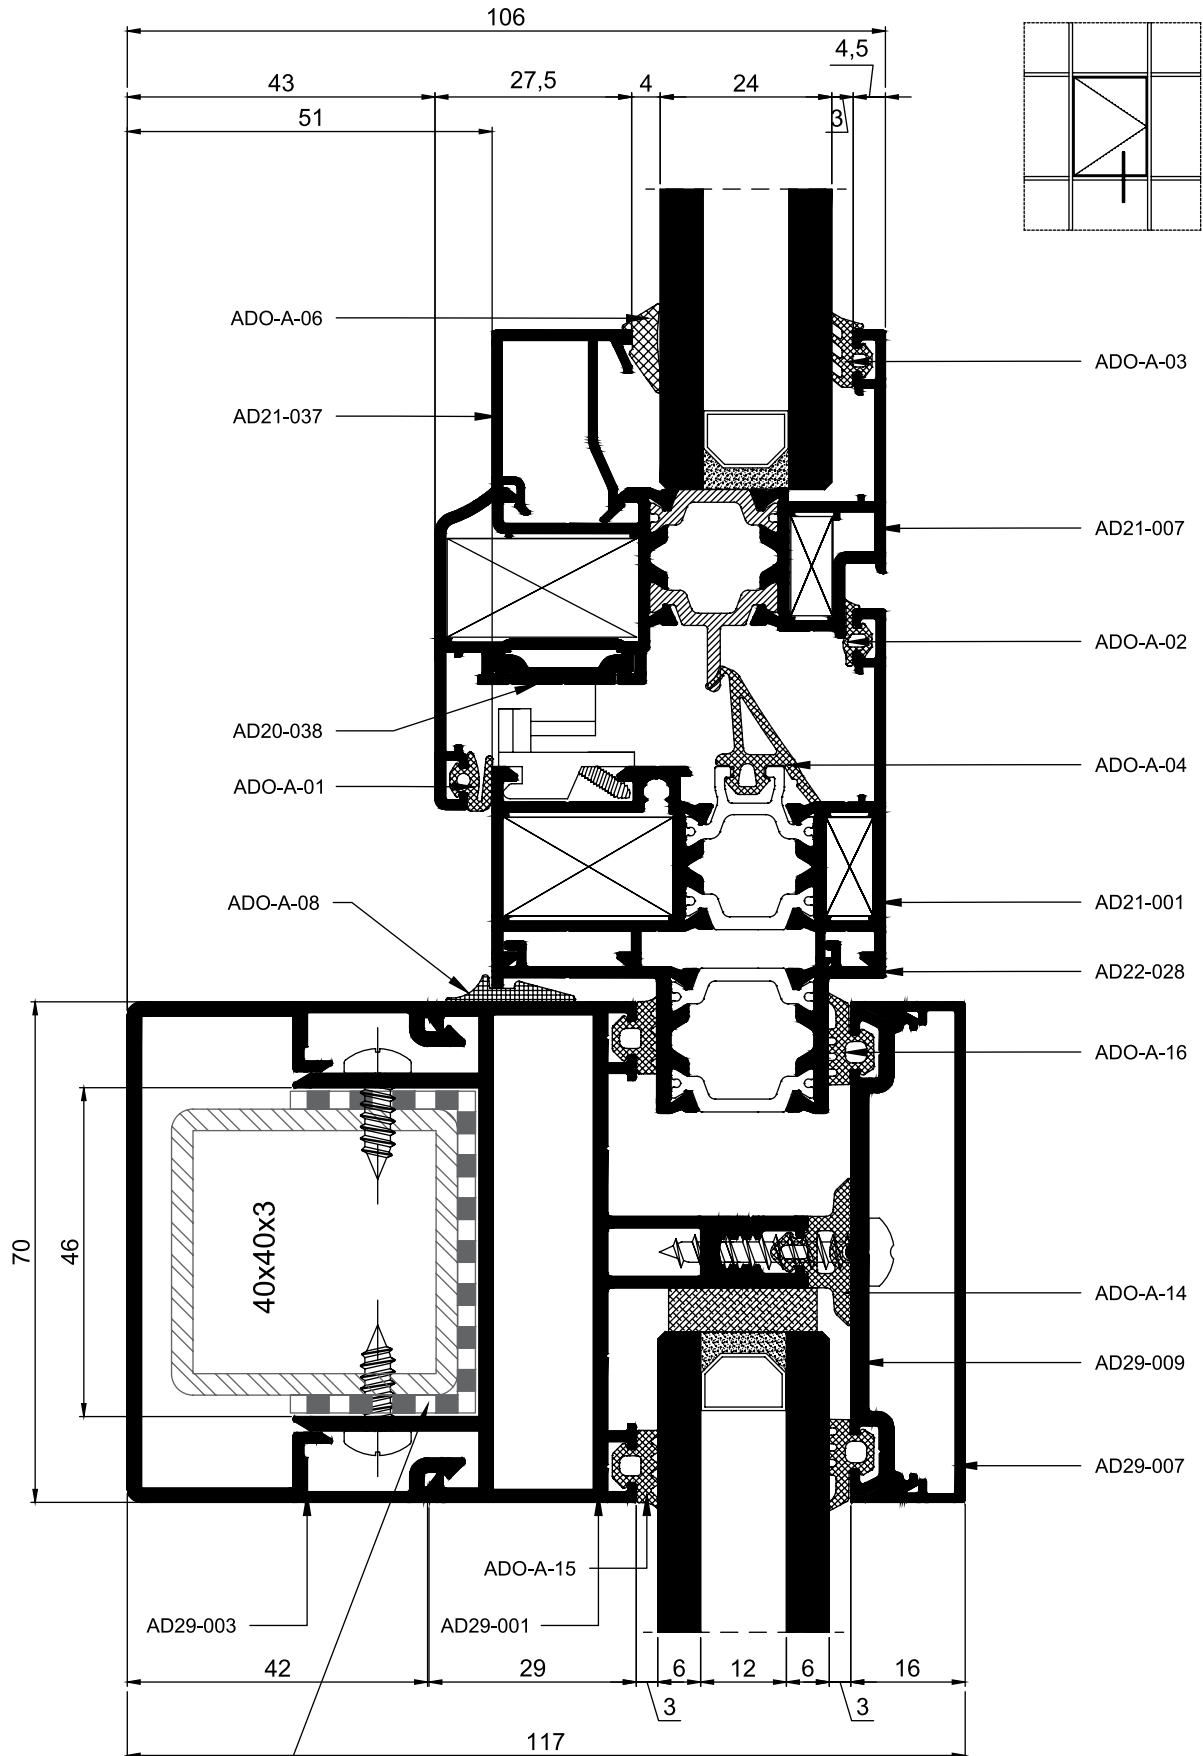 106
4,5
43
27,5
4
24
3
51
ADO-A-06
ADO-A-03
AD21-037
AD21-007
ADO-A-02
AD20-038
ADO-A-04
ADO-A-01
ADO-A-08
AD21-001
AD22-028
ADO-A-16
70
46
40x40x3
ADO-A-14
AD29-009
AD29-007
ADO-A-15
AD29-003
AD29-001
42
29
6
12
6
16
3
3
117